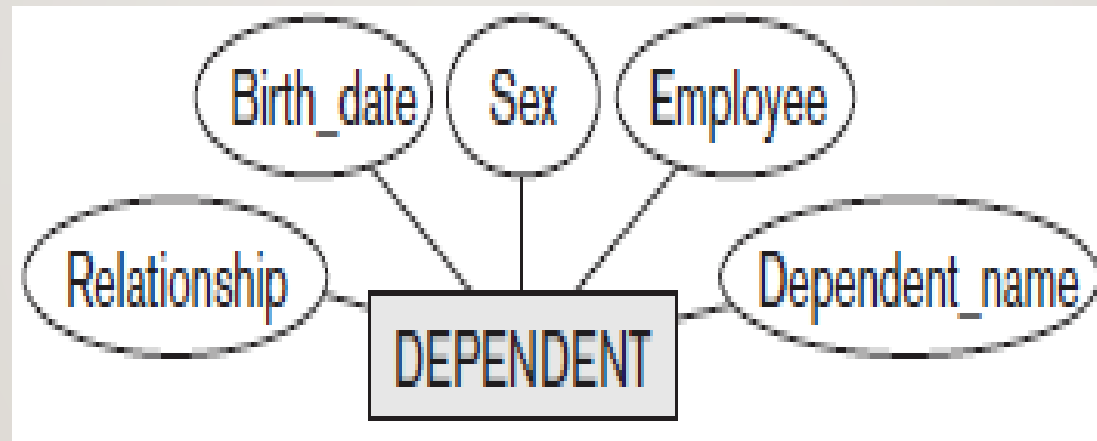 Birth_date
Sex
Employee
Relationship
Dependent_name
DEPENDENT